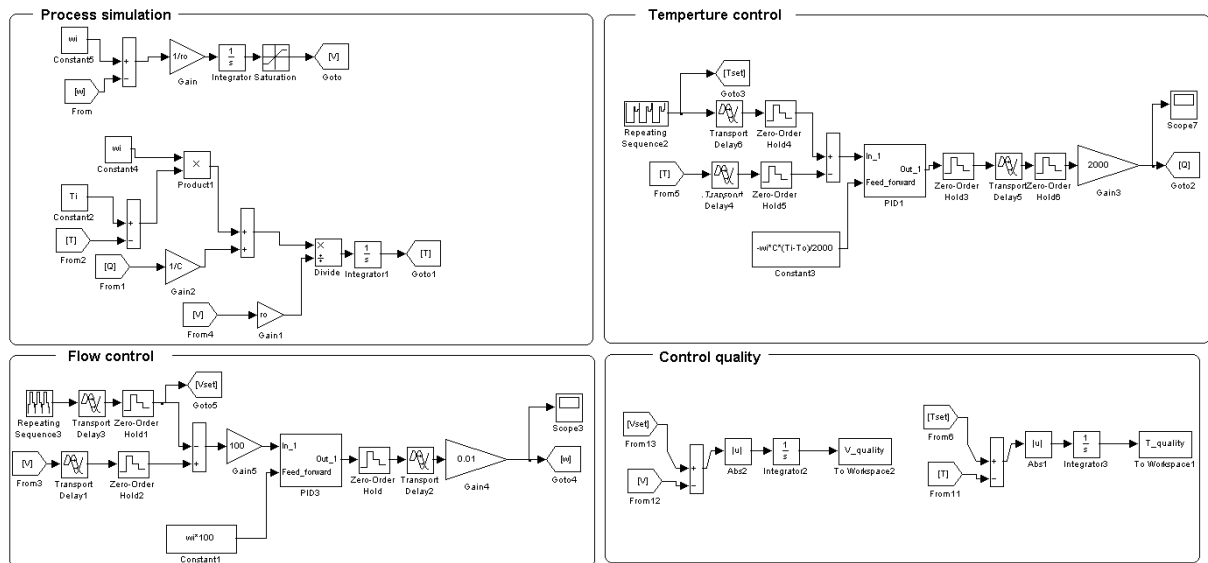 Process simulation
wi
Constant5
[w]
From
+
−
1/ro
Gain
1
s
Integrator
Saturation
[V]
Goto
wi
Constant4
×
Product1
Ti
Constant2
[T]
From2
+
−
[Q]
From1
1/C
Gain2
+
+
×
÷
Divide
1
s
Integrator1
[T]
Goto1
[V]
From4
ro
Gain1
Temperture control
[Tset]
Goto3
Repeating
Sequence2
Transport
Delay6
Zero-Order
Hold4
[T]
From5
Transport
Delay4
Zero-Order
Hold5
+
−
In_1
Out_1
Feed_forward
PID1
-wi*C*(Ti-To)/2000
Constant3
Zero-Order
Hold3
Transport
Delay5
Zero-Order
Hold6
2000
Gain3
Scope7
[Q]
Goto2
Flow control
[Vset]
Goto5
Repeating
Sequence3
Transport
Delay3
Zero-Order
Hold1
[V]
From3
Transport
Delay1
Zero-Order
Hold2
−
+
100
Gain5
In_1
Out_1
Feed_forward
PID3
wi*100
Constant1
Zero-Order
Hold
Transport
Delay2
0.01
Gain4
Scope3
[w]
Goto4
Control quality
[Vset]
From13
[V]
From12
+
−
|u|
Abs2
1
s
Integrator2
V_quality
To Workspace2
[Tset]
From6
[T]
From11
+
−
|u|
Abs1
1
s
Integrator3
T_quality
To Workspace1